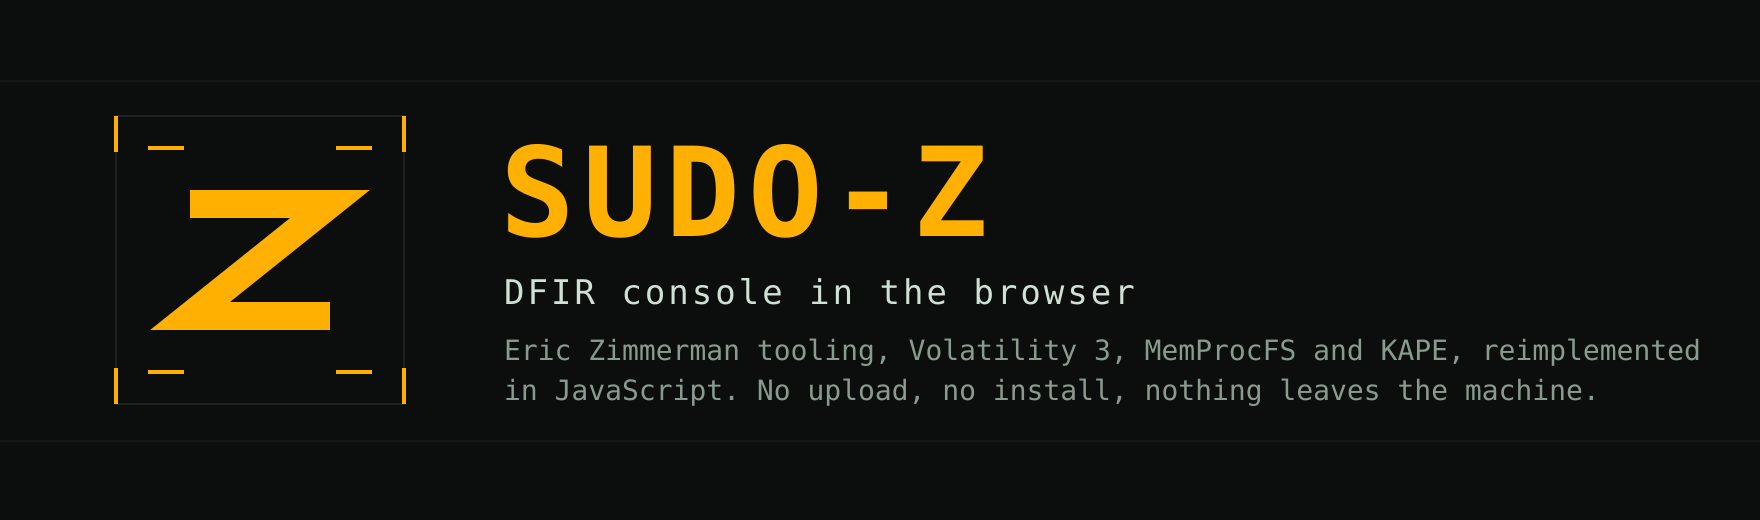 Z
SUDO-Z
DFIR console in the browser
Eric Zimmerman tooling, Volatility 3, MemProcFS and KAPE, reimplemented
in JavaScript. No upload, no install, nothing leaves the machine.